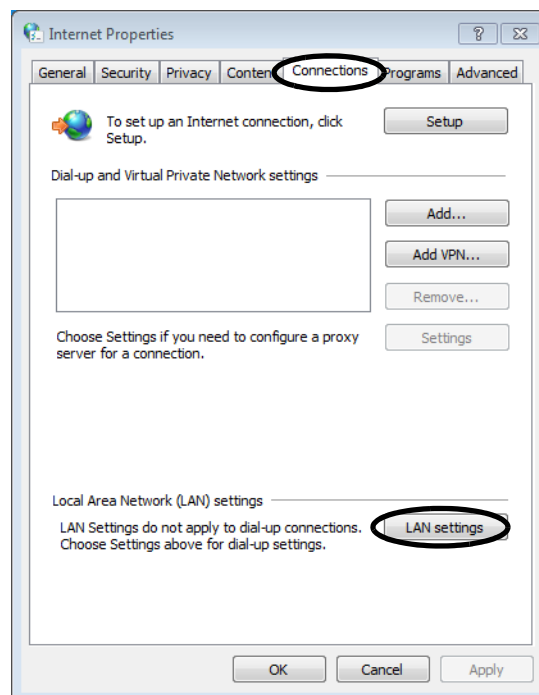 Internet Properties
General Security Privacy Content Connections Programs Advanced
To set up an Internet connection, click
Setup.
Setup
Dial-up and Virtual Private Network settings
Add...
Add VPN...
Remove...
Choose Settings if you need to configure a proxy
server for a connection.
Settings
Local Area Network (LAN) settings
LAN Settings do not apply to dial-up connections.
Choose Settings above for dial-up settings.
LAN settings
OK Cancel Apply